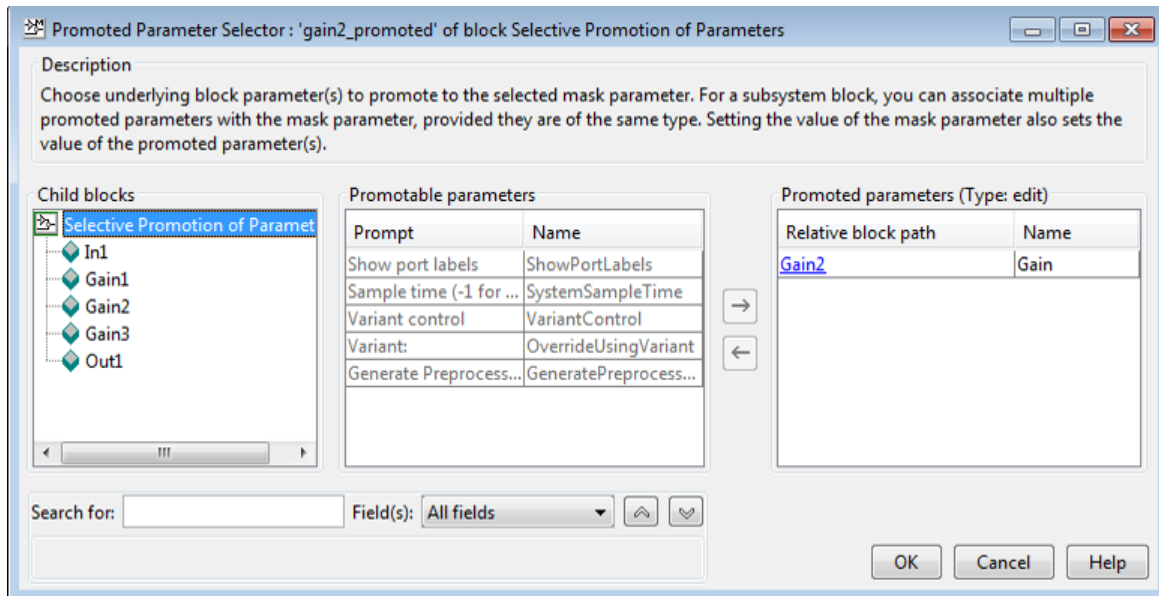 Promoted Parameter Selector : 'gain2_promoted' of block Selective Promotion of Parameters
Description
Choose underlying block parameter(s) to promote to the selected mask parameter. For a subsystem block, you can associate multiple
promoted parameters with the mask parameter, provided they are of the same type. Setting the value of the mask parameter also sets the
value of the promoted parameter(s).
Child blocks
Selective Promotion of Paramet
In1
Gain1
Gain2
Gain3
Out1
Promotable parameters
Prompt Name
Show port labels ShowPortLabels
Sample time (-1 for ... SystemSampleTime
Variant control VariantControl
Variant: OverrideUsingVariant
Generate Preprocess... GeneratePreprocess...
Promoted parameters (Type: edit)
Relative block path Name
Gain2 Gain
Search for: Field(s): All fields
OK Cancel Help